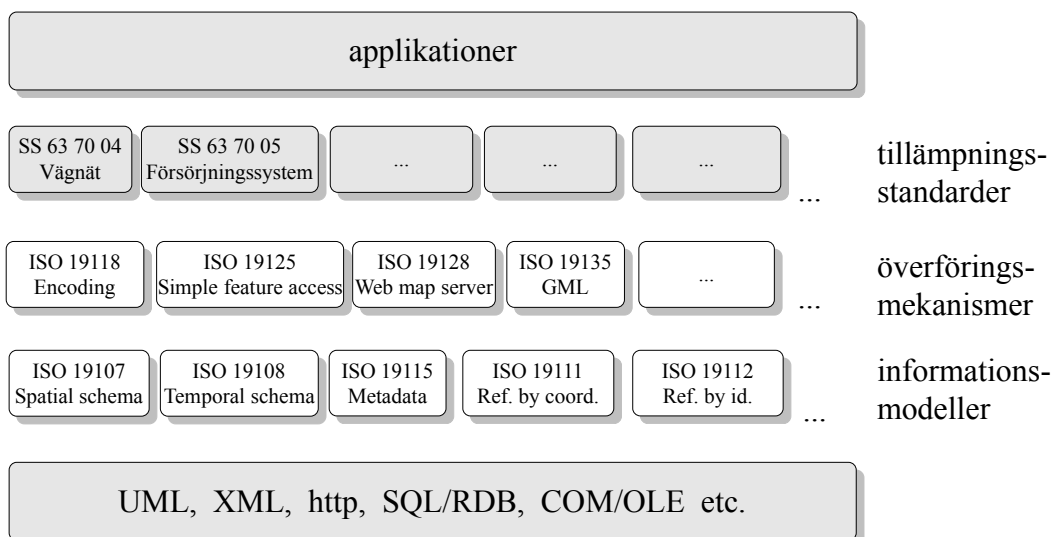 applikationer
SS 63 70 04
Vägnät
SS 63 70 05
Försörjningssystem
...
...
...
...
tillämpnings-
standarder
ISO 19118
Encoding
ISO 19125
Simple feature access
ISO 19128
Web map server
ISO 19135
GML
...
...
överförings-
mekanismer
ISO 19107
Spatial schema
ISO 19108
Temporal schema
ISO 19115
Metadata
ISO 19111
Ref. by coord.
ISO 19112
Ref. by id.
...
informations-
modeller
UML, XML, http, SQL/RDB, COM/OLE etc.